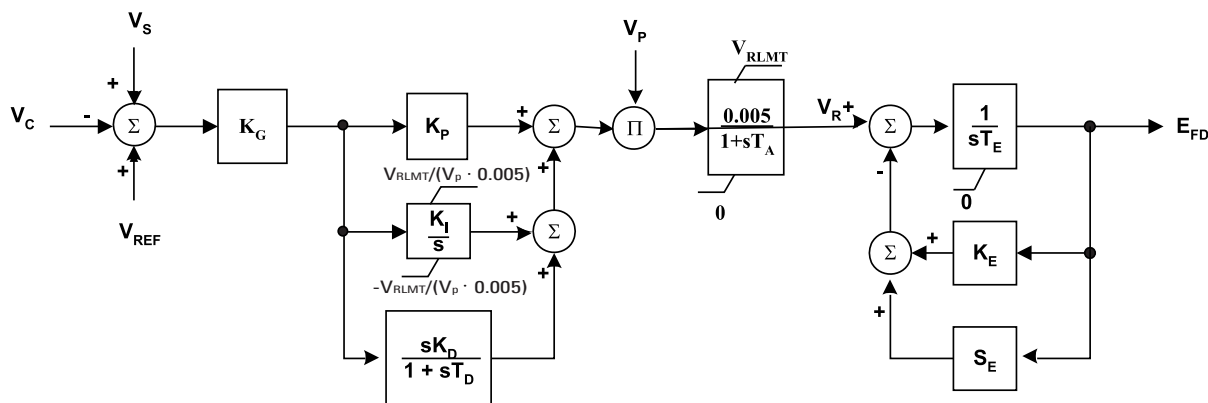 V_S
+
V_C
-
Σ
+
V_REF
K_G
K_P
V_RLMT/(V_p · 0.005)
K_I
s
-V_RLMT/(V_p · 0.005)
sK_D
1 + sT_D
+
Σ
+
+
Σ
+
V_P
Π
V_RLMT
0.005
1+sT_A
0
V_R
+
Σ
-
1
sT_E
0
E_FD
Σ
+
K_E
+
S_E